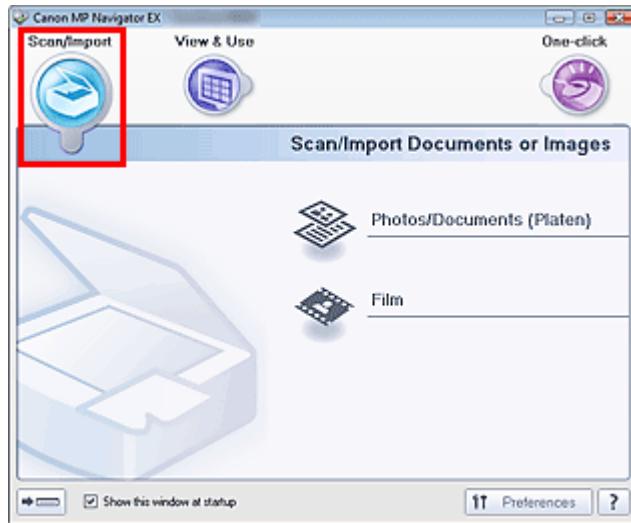 Canon MP Navigator EX
Scan/Import
View & Use
One-click
Scan/Import Documents or Images
Photos/Documents (Platen)
Film
Show this window at startup
Preferences
?